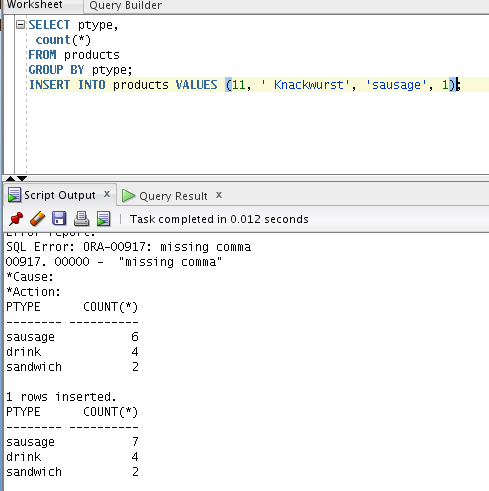 Worksheet Query Builder
SELECT ptype,
count(*)
FROM products
GROUP BY ptype;
INSERT INTO products VALUES (11, ' Knackwurst', 'sausage', 1);
Script Output x Query Result x
Task completed in 0.012 seconds
Error report:
SQL Error: ORA-00917: missing comma
00917. 00000 - "missing comma"
*Cause:
*Action:
PTYPE COUNT(*)
-------- ----------
sausage 6
drink 4
sandwich 2
1 rows inserted.
PTYPE COUNT(*)
-------- ----------
sausage 7
drink 4
sandwich 2